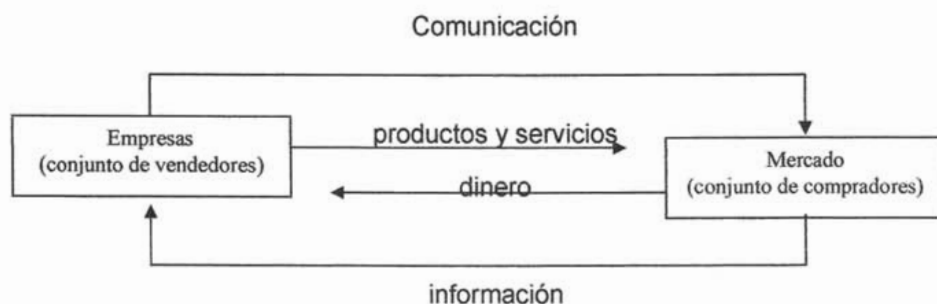 Comunicación
Empresas
(conjunto de vendedores)
productos y servicios
dinero
Mercado
(conjunto de compradores)
información